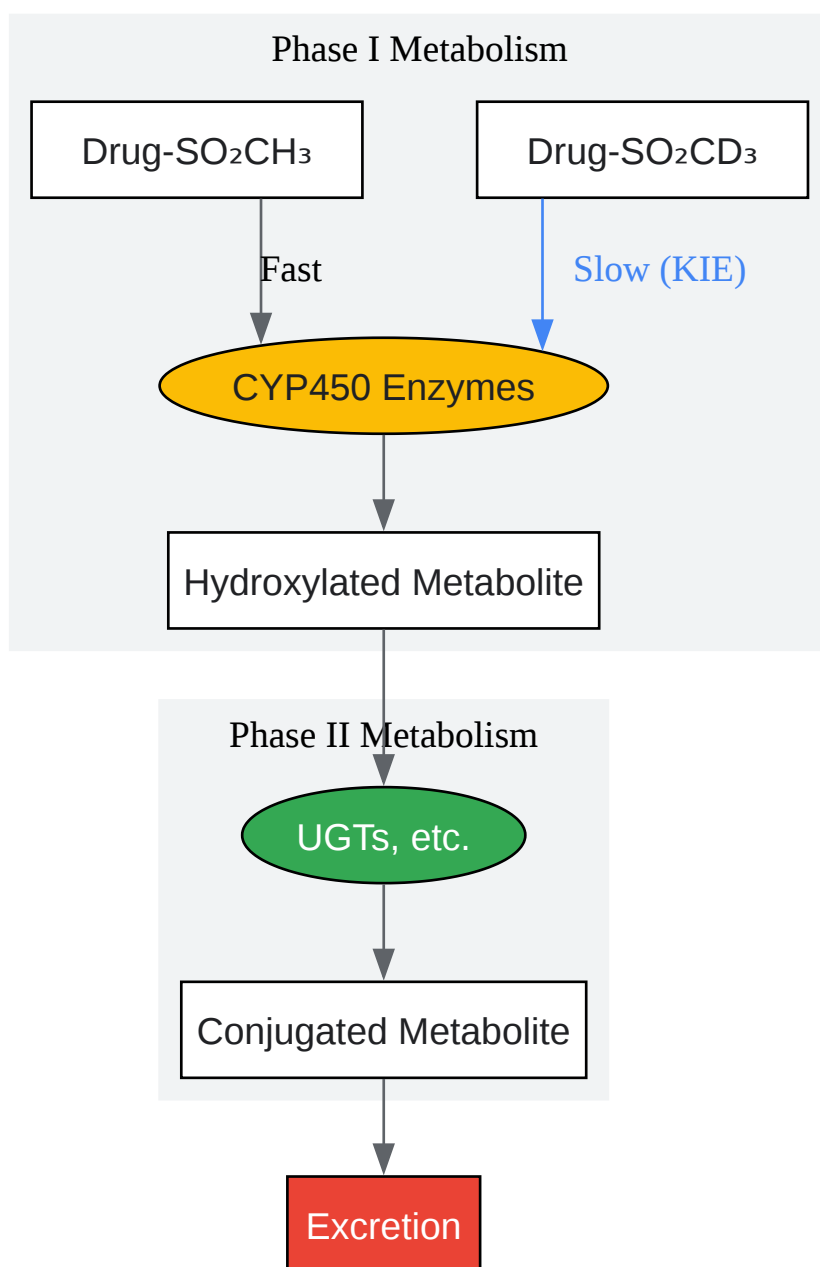 Phase I Metabolism
Drug-SO₂CH₃
Drug-SO₂CD₃
Fast
Slow (KIE)
CYP450 Enzymes
Hydroxylated Metabolite
Phase II Metabolism
UGTs, etc.
Conjugated Metabolite
Excretion